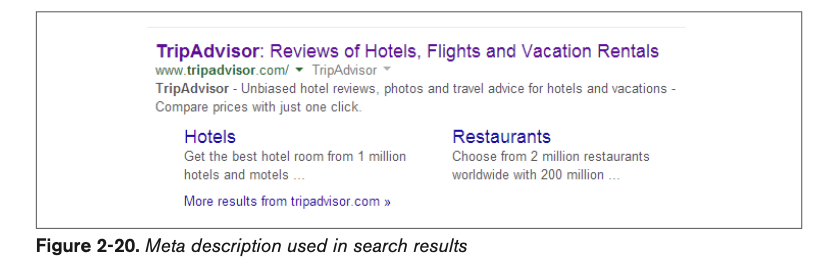 TripAdvisor: Reviews of Hotels, Flights and Vacation Rentals
www.tripadvisor.com/ ▼ TripAdvisor ▼
TripAdvisor - Unbiased hotel reviews, photos and travel advice for hotels and vacations -
Compare prices with just one click.
Hotels
Get the best hotel room from 1 million
hotels and motels ...
Restaurants
Choose from 2 million restaurants
worldwide with 200 million ...
More results from tripadvisor.com »
Figure 2-20. Meta description used in search results